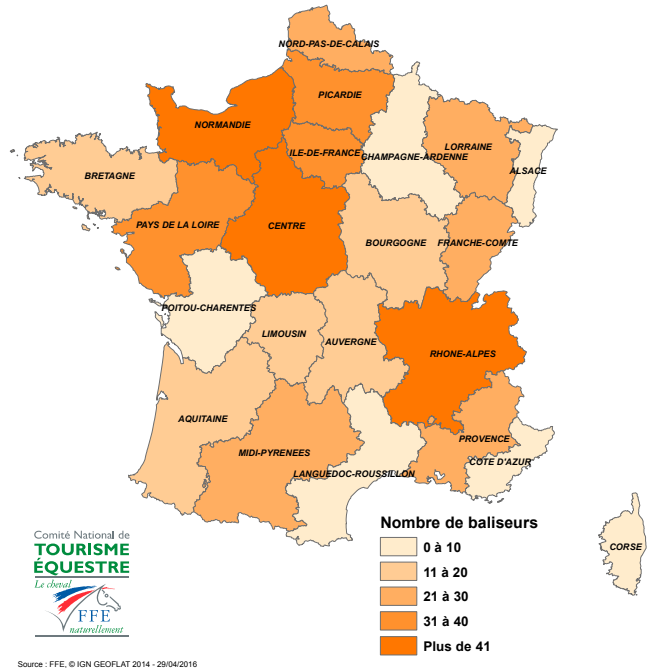 NORD-PAS-DE-CALAIS
PICARDIE
NORMANDIE
ILE-DE-FRANCE
CHAMPAGNE-ARDENNE
LORRAINE
ALSACE
BRETAGNE
PAYS DE LA LOIRE
CENTRE
BOURGOGNE
FRANCHE-COMTE
POITOU-CHARENTES
LIMOUSIN
AUVERGNE
RHONE-ALPES
AQUITAINE
MIDI-PYRENEES
LANGUEDOC-ROUSSILLON
PROVENCE
COTE D'AZUR
CORSE
Nombre de baliseurs
0 à 10
11 à 20
21 à 30
31 à 40
Plus de 41
Comité National de
TOURISME
ÉQUESTRE
Le cheval
FFE
naturellement
Source : FFE, © IGN GEOFLAT 2014 - 29/04/2016